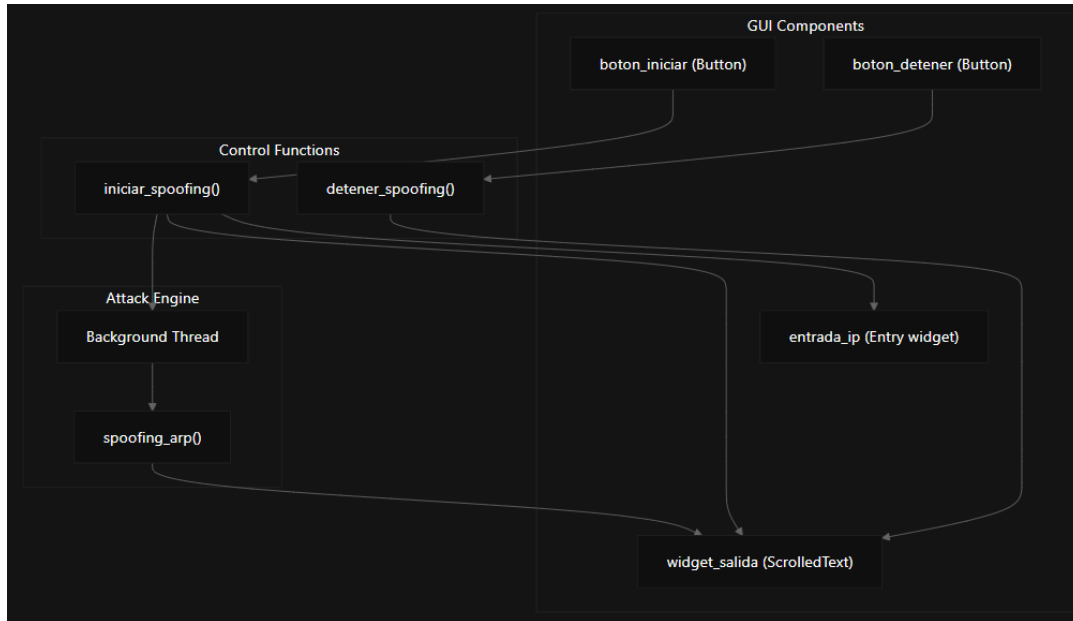 GUI Components
boton_iniciar (Button)
boton_detener (Button)
Control Functions
iniciar_spoofing()
detener_spoofing()
Attack Engine
Background Thread
entrada_ip (Entry widget)
spoofing_arp()
widget_salida (ScrolledText)